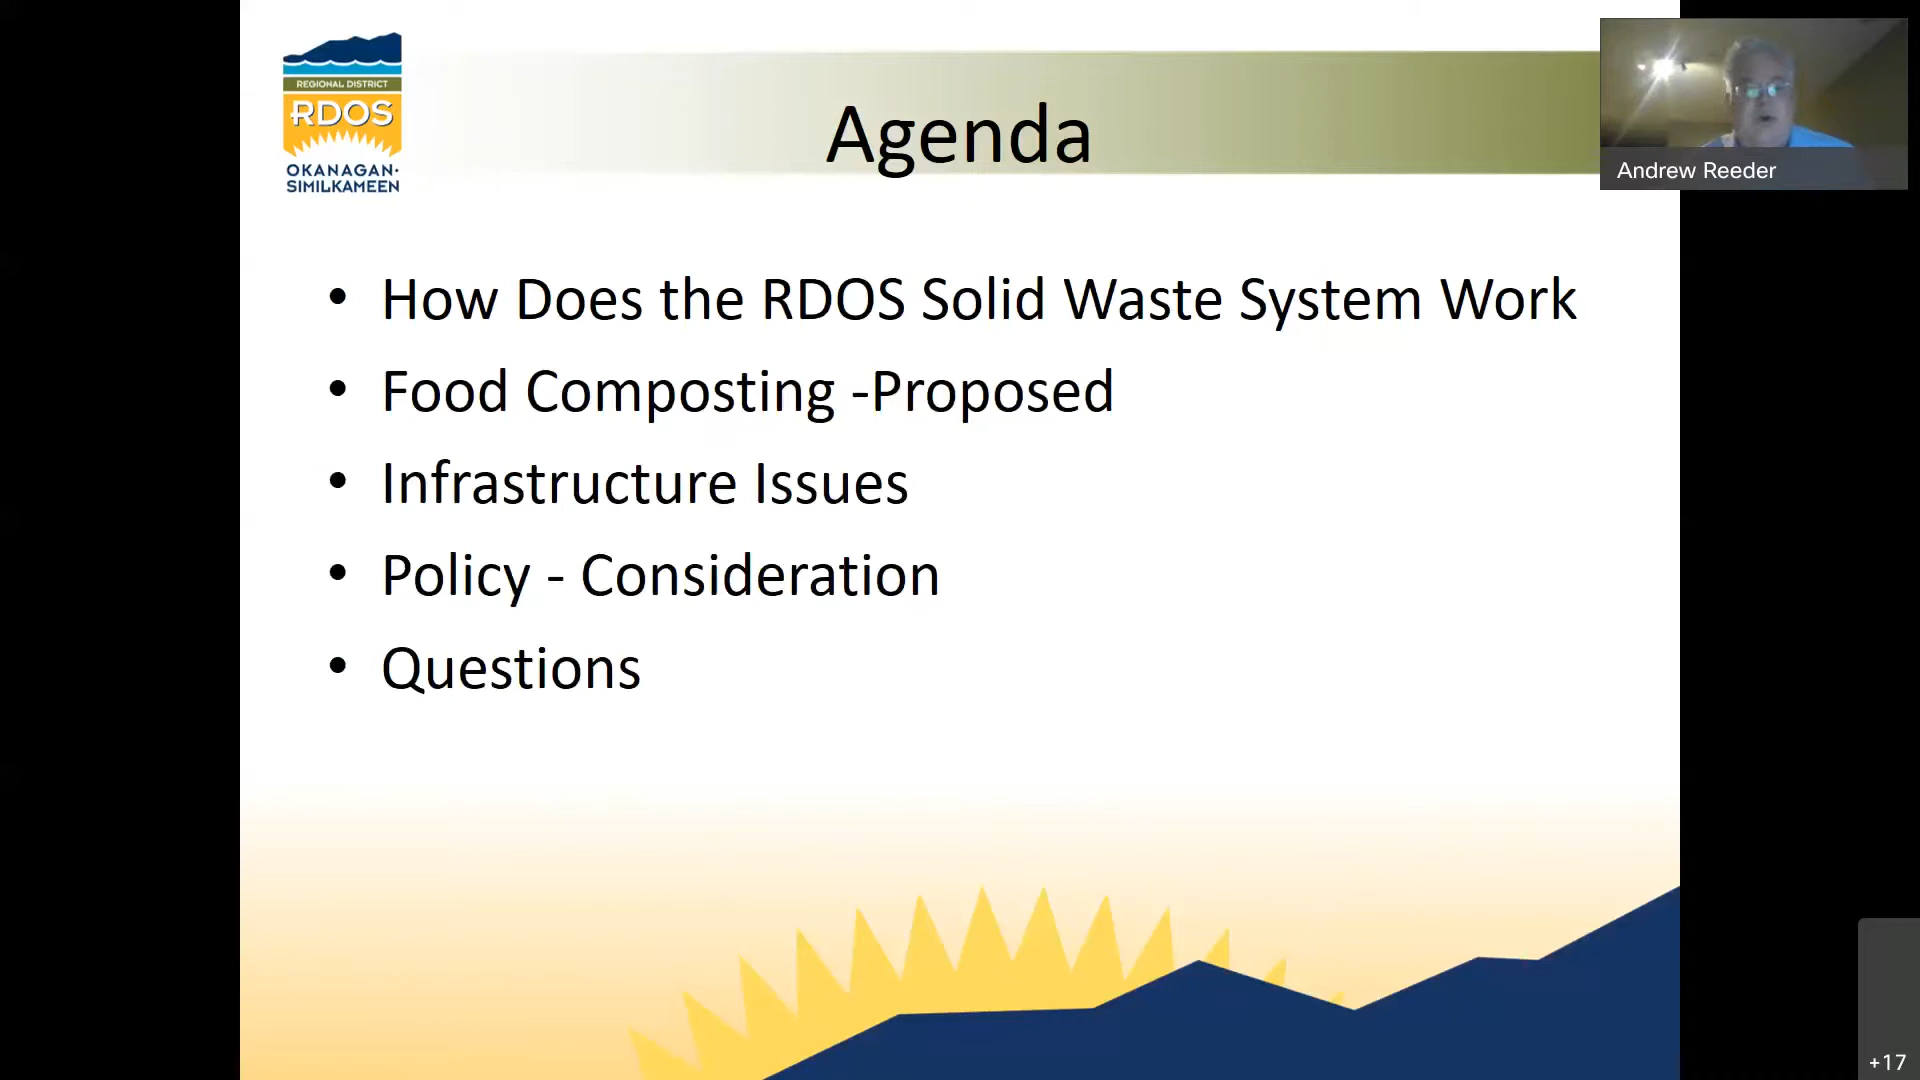 REGIONAL DISTRICT
RDOS
OKANAGAN-
SIMILKAMEEN
Agenda
Andrew Reeder
• How Does the RDOS Solid Waste System Work
• Food Composting -Proposed
• Infrastructure Issues
• Policy - Consideration
• Questions
+17